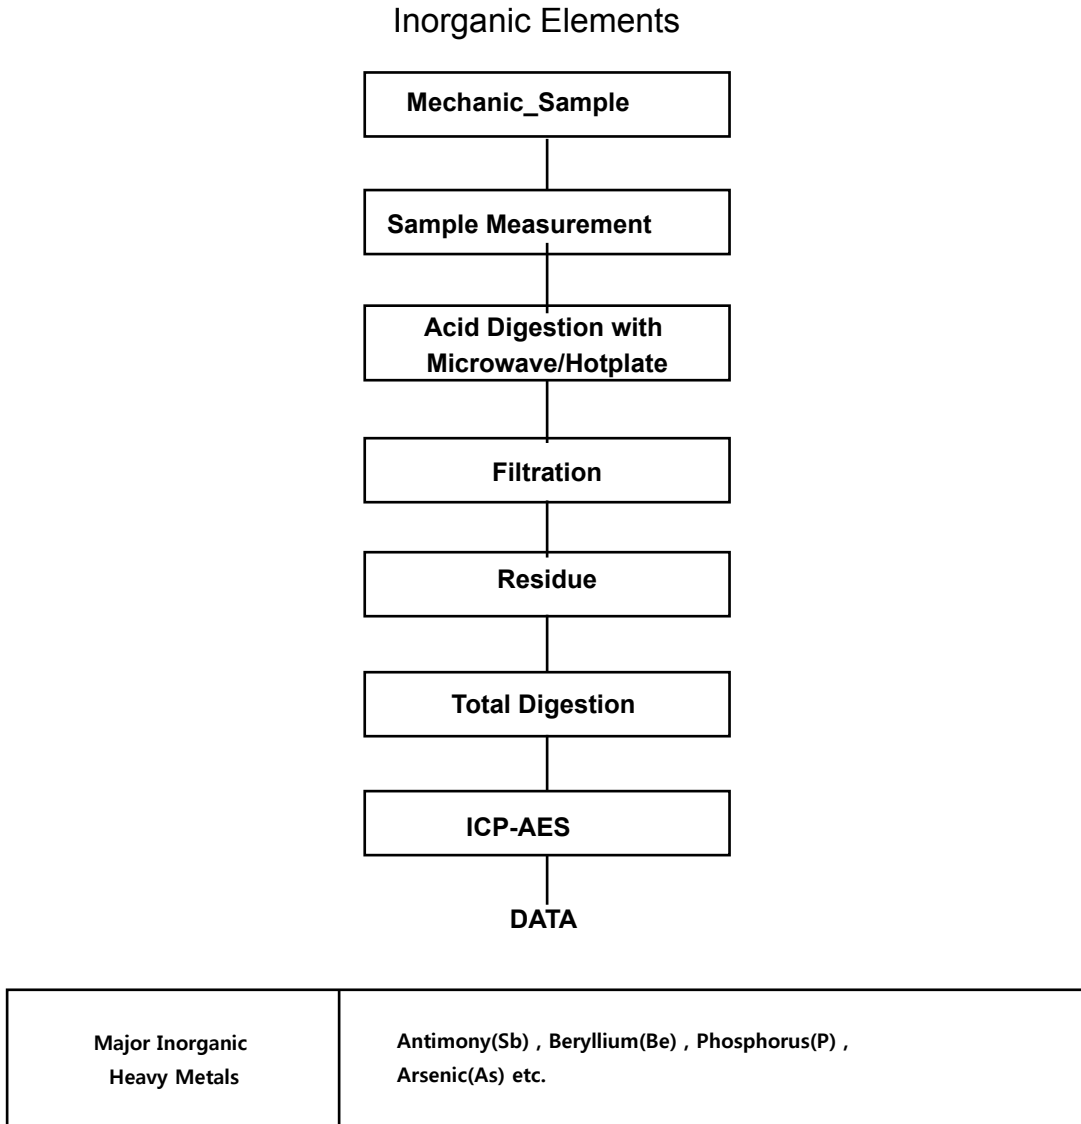 Inorganic Elements
Mechanic_Sample
Sample Measurement
Acid Digestion with
Microwave/Hotplate
Filtration
Residue
Total Digestion
ICP-AES
DATA
Major Inorganic
Heavy Metals
Antimony(Sb) , Beryllium(Be) , Phosphorus(P) ,
Arsenic(As) etc.